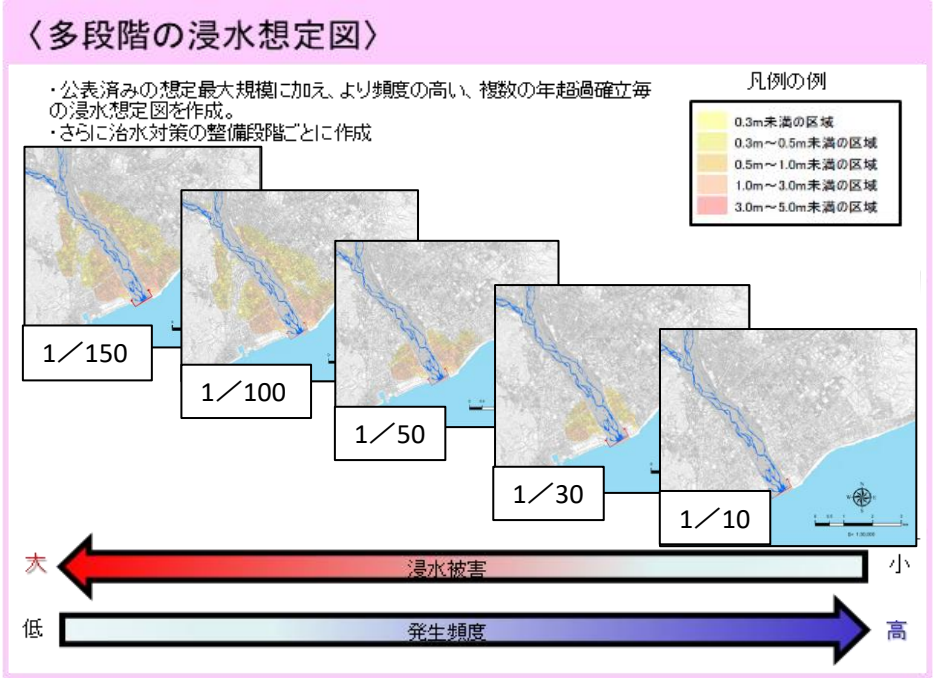 〈多段階の浸水想定図〉
・公表済みの想定最大規模に加え、より頻度の高い、複数の年超過確立毎
の浸水想定図を作成。
・さらに治水対策の整備段階ごとに作成
凡例の例
0.3m未満の区域
0.3m～0.5m未満の区域
0.5m～1.0m未満の区域
1.0m～3.0m未満の区域
3.0m～5.0m未満の区域
1／150
1／100
1／50
1／30
1／10
大
浸水被害
小
低
発生頻度
高